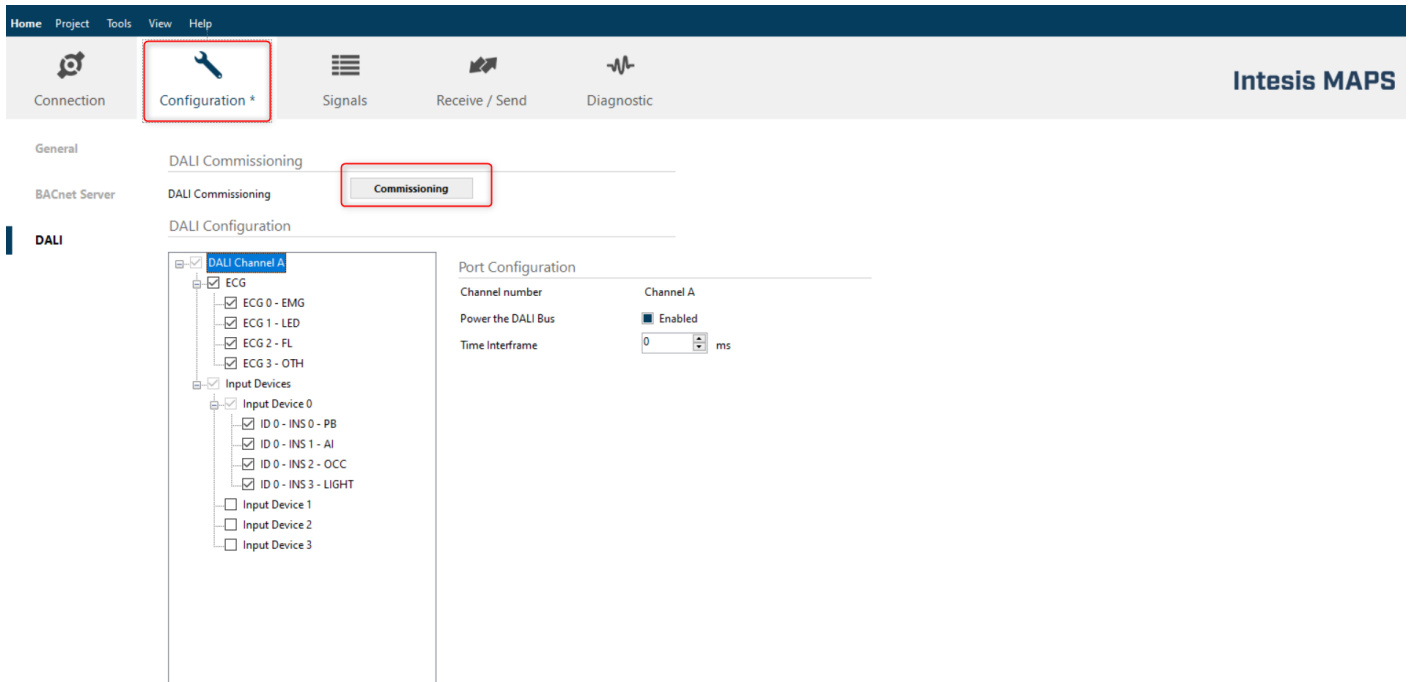 Home Project Tools View Help
Connection Configuration * Signals Receive / Send Diagnostic
Intesis MAPS
General
BACnet Server
DALI
DALI Commissioning
DALI Commissioning Commissioning
DALI Configuration
DALI Channel A
ECG
ECG 0 - EMG
ECG 1 - LED
ECG 2 - FL
ECG 3 - OTH
Input Devices
Input Device 0
ID 0 - INS 0 - PB
ID 0 - INS 1 - AI
ID 0 - INS 2 - OCC
ID 0 - INS 3 - LIGHT
Input Device 1
Input Device 2
Input Device 3
Port Configuration
Channel number Channel A
Power the DALI Bus Enabled
Time Interframe 0 ms